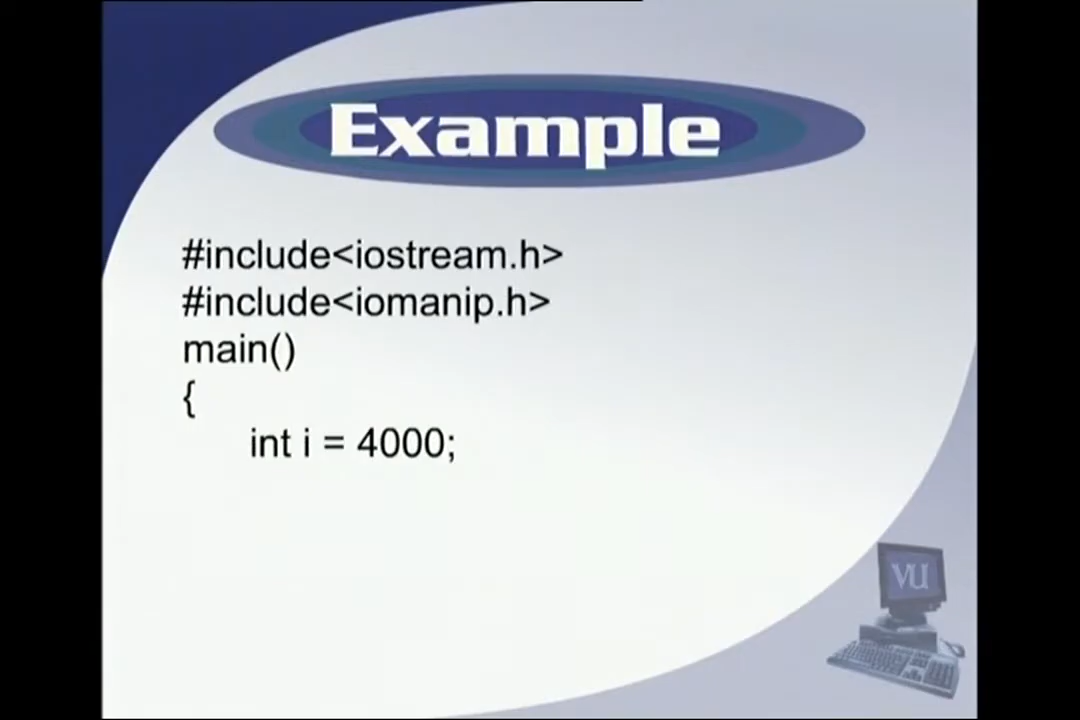 Example
#include<iostream.h>
#include<iomanip.h>
main()
{
int i = 4000;
VU